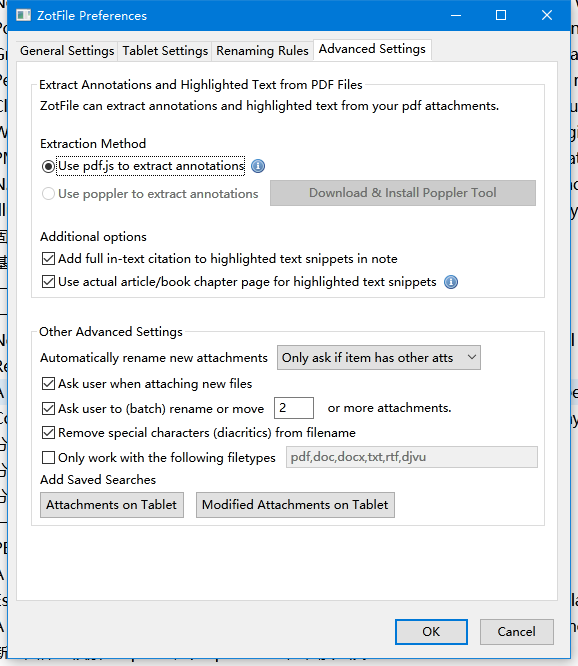 ZotFile Preferences
General Settings
Tablet Settings
Renaming Rules
Advanced Settings
Extract Annotations and Highlighted Text from PDF Files
ZotFile can extract annotations and highlighted text from your pdf attachments.
Extraction Method
Use pdf.js to extract annotations
Use poppler to extract annotations
Download & Install Poppler Tool
Additional options
Add full in-text citation to highlighted text snippets in note
Use actual article/book chapter page for highlighted text snippets
Other Advanced Settings
Automatically rename new attachments
Only ask if item has other atts
Ask user when attaching new files
Ask user to (batch) rename or move 2 or more attachments.
Remove special characters (diacritics) from filename
Only work with the following filetypes
pdf,doc,docx,txt,rtf,djvu
Add Saved Searches
Attachments on Tablet
Modified Attachments on Tablet
OK
Cancel